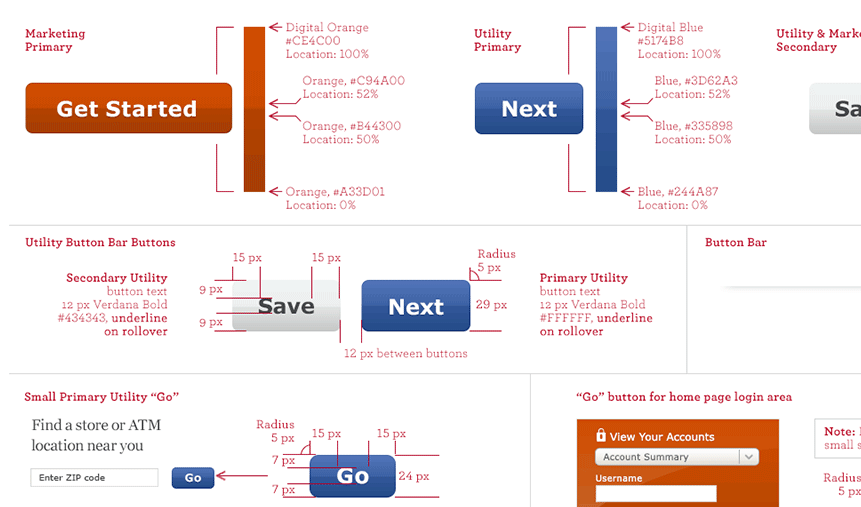 Marketing
Primary
Get Started
Digital Orange
#CE4C00
Location: 100%
Orange, #C94A00
Location: 52%
Orange, #B44300
Location: 50%
Orange, #A33D01
Location: 0%
Utility
Primary
Next
Digital Blue
#5174B8
Location: 100%
Blue, #3D62A3
Location: 52%
Blue, #335898
Location: 50%
Blue, #244A87
Location: 0%
Utility & Marke
Secondary
Sa
Utility Button Bar Buttons
Secondary Utility
button text
12 px Verdana Bold
#434343, underline
on rollover
15 px
15 px
9 px
9 px
Save
Next
Radius
5 px
29 px
12 px between buttons
Primary Utility
button text
12 px Verdana Bold
#FFFFFF, underline
on rollover
Button Bar
Small Primary Utility “Go”
Find a store or ATM
location near you
Enter ZIP code
Go
Radius
5 px
15 px
15 px
7 px
7 px
Go
24 px
“Go” button for home page login area
View Your Accounts
Account Summary
Username
Note:
small s
Radius
5 px